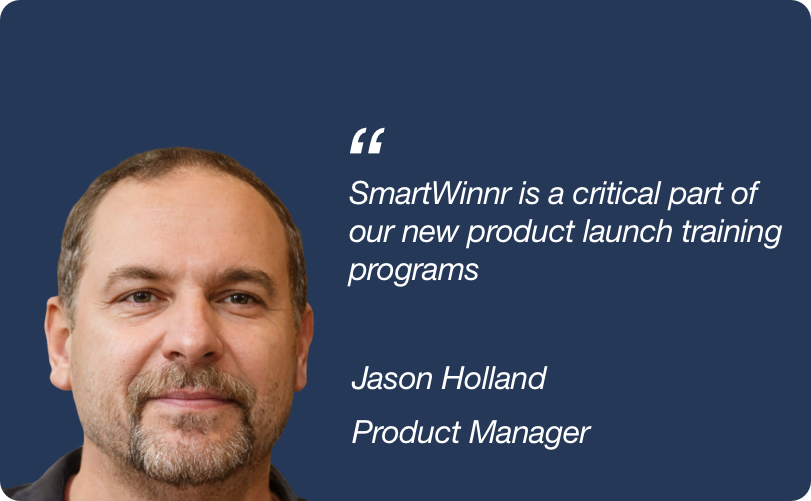 “
SmartWinnr is a critical part of
our new product launch training
programs
Jason Holland
Product Manager